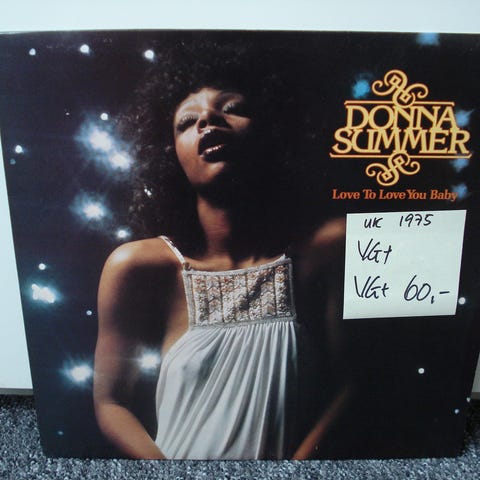 DONNA
SUMMER
Love To Love You Baby
UK 1975
VG+
VG+ 60,-